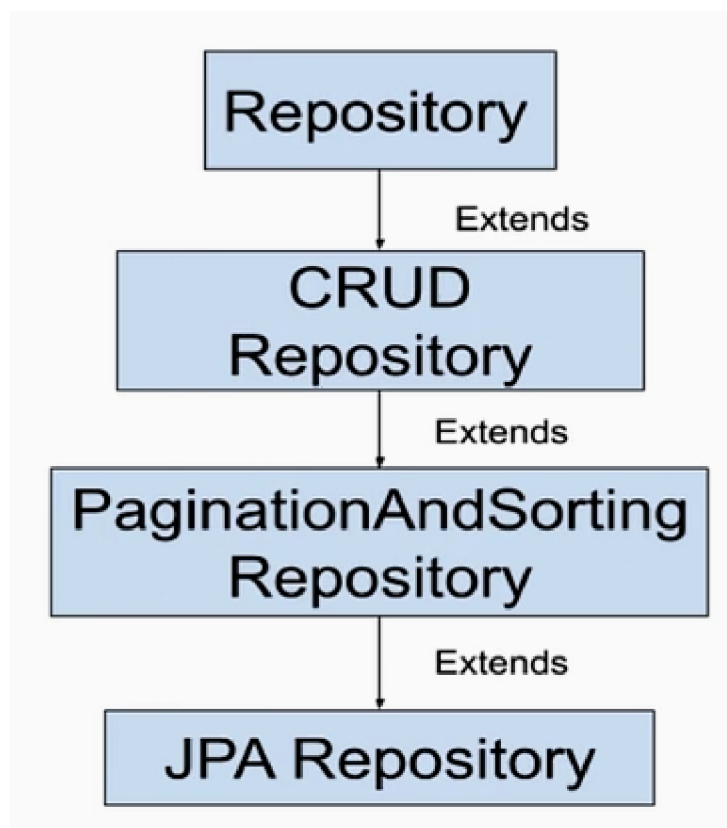 Repository
Extends
CRUD
Repository
Extends
PaginationAndSorting
Repository
Extends
JPA Repository